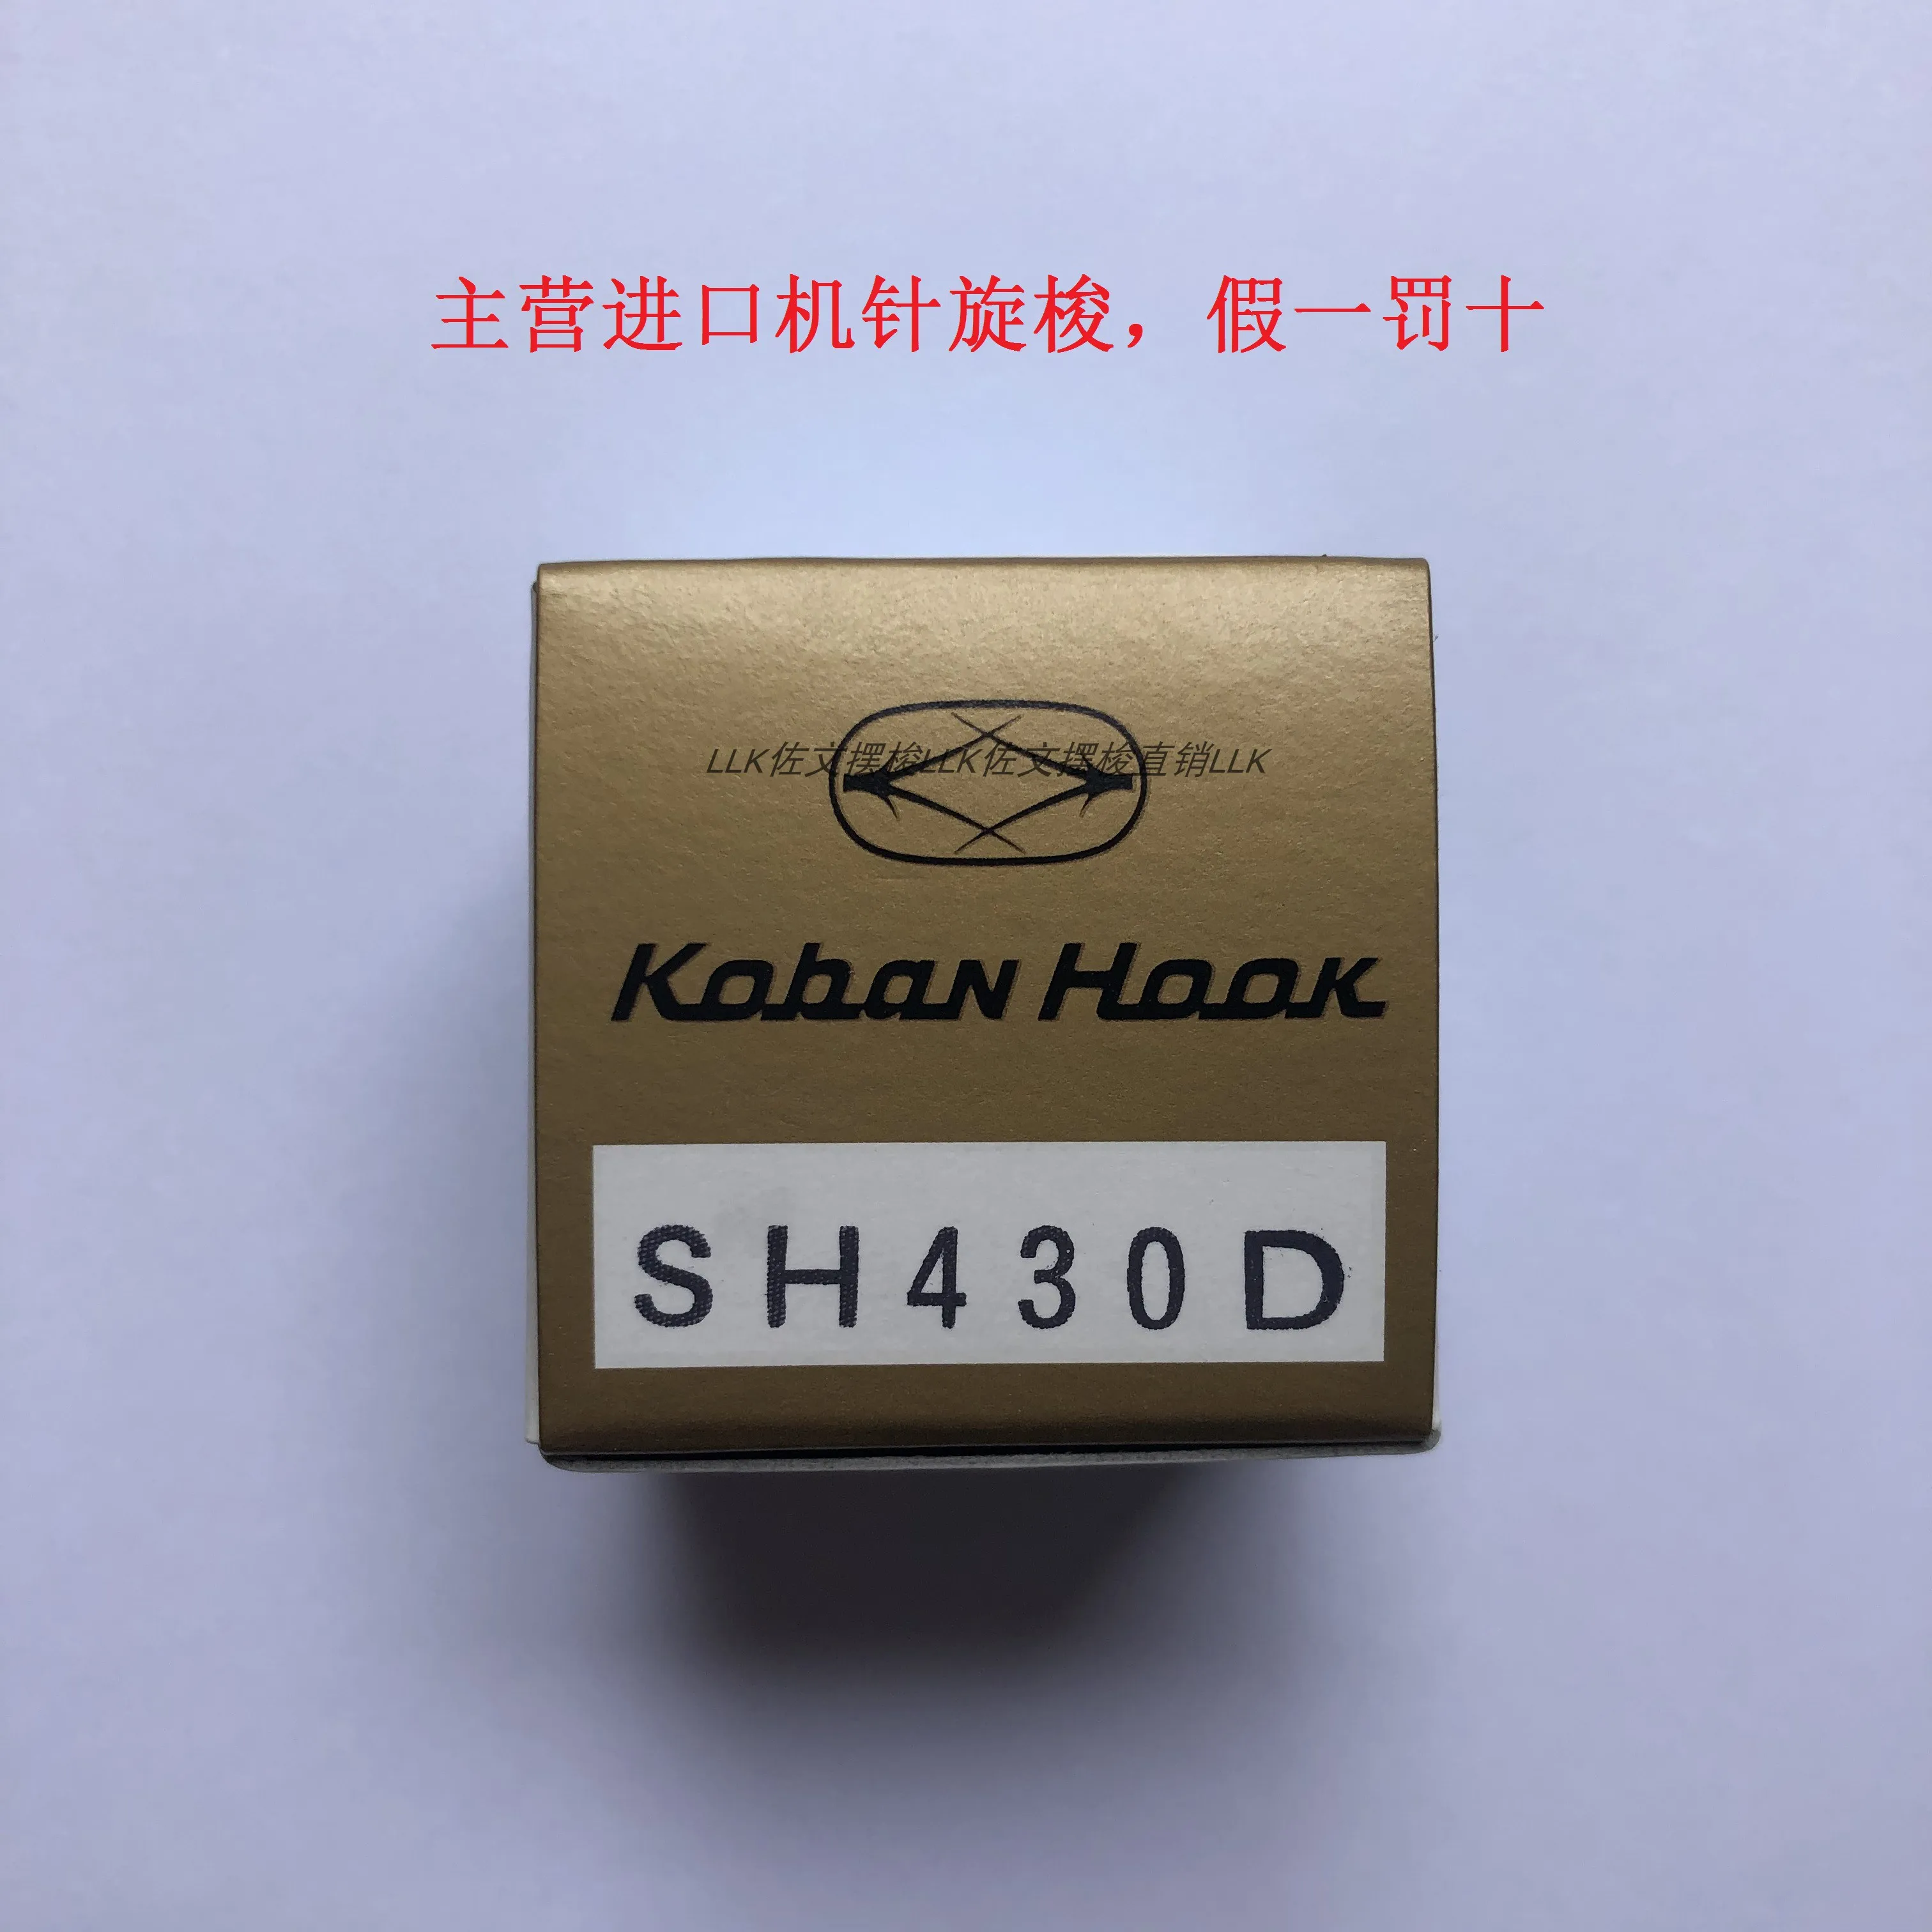 主营进口机针旋梭，假一罚十
LLK佐文摆梭LLK佐文摆梭直销LLK
Koban Hook
SH430D